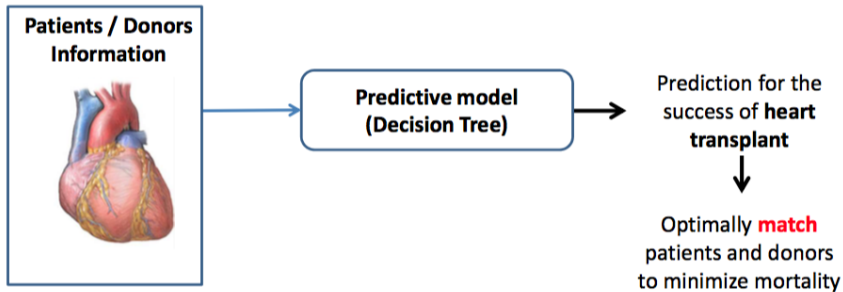 Patients / Donors
Information
Predictive model
(Decision Tree)
Prediction for the
success of heart
transplant
Optimally match
patients and donors
to minimize mortality